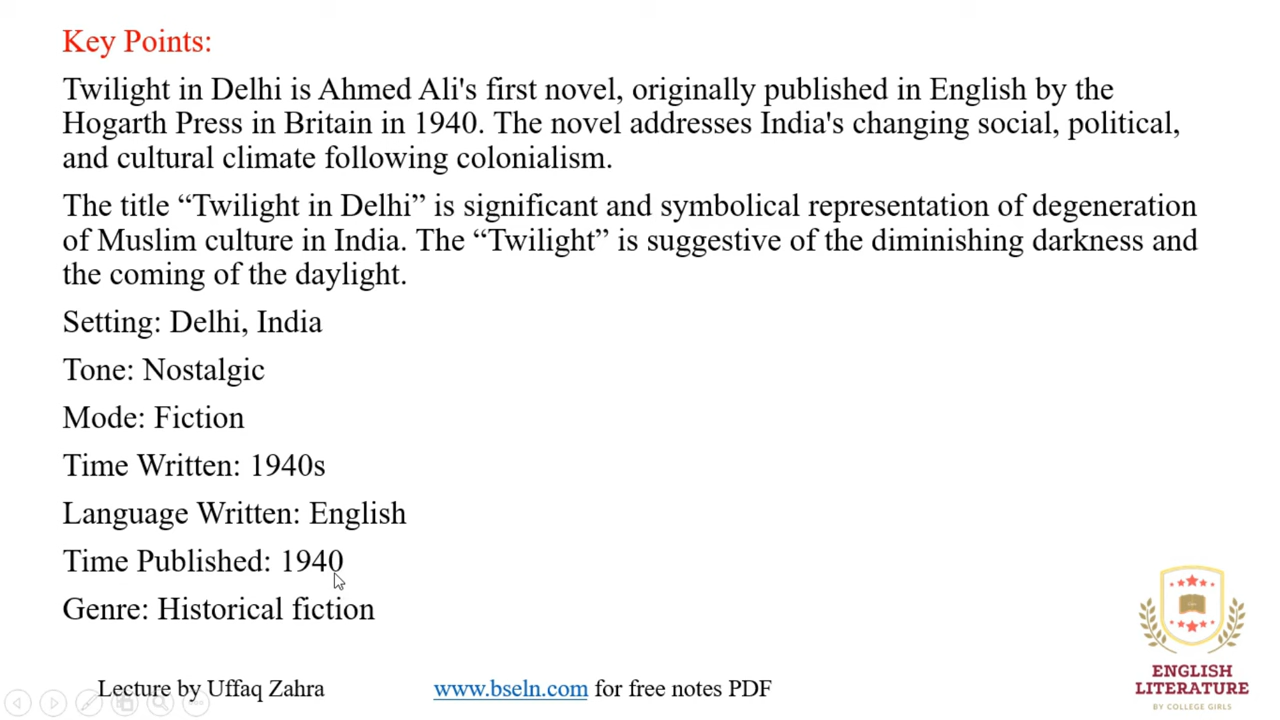 Key Points:
Twilight in Delhi is Ahmed Ali's first novel, originally published in English by the
Hogarth Press in Britain in 1940. The novel addresses India's changing social, political,
and cultural climate following colonialism.
The title “Twilight in Delhi” is significant and symbolical representation of degeneration
of Muslim culture in India. The “Twilight” is suggestive of the diminishing darkness and
the coming of the daylight.
Setting: Delhi, India
Tone: Nostalgic
Mode: Fiction
Time Written: 1940s
Language Written: English
Time Published: 1940
Genre: Historical fiction
Lecture by Uffaq Zahra
www.bseln.com for free notes PDF
ENGLISH
LITERATURE
BY COLLEGE GIRLS